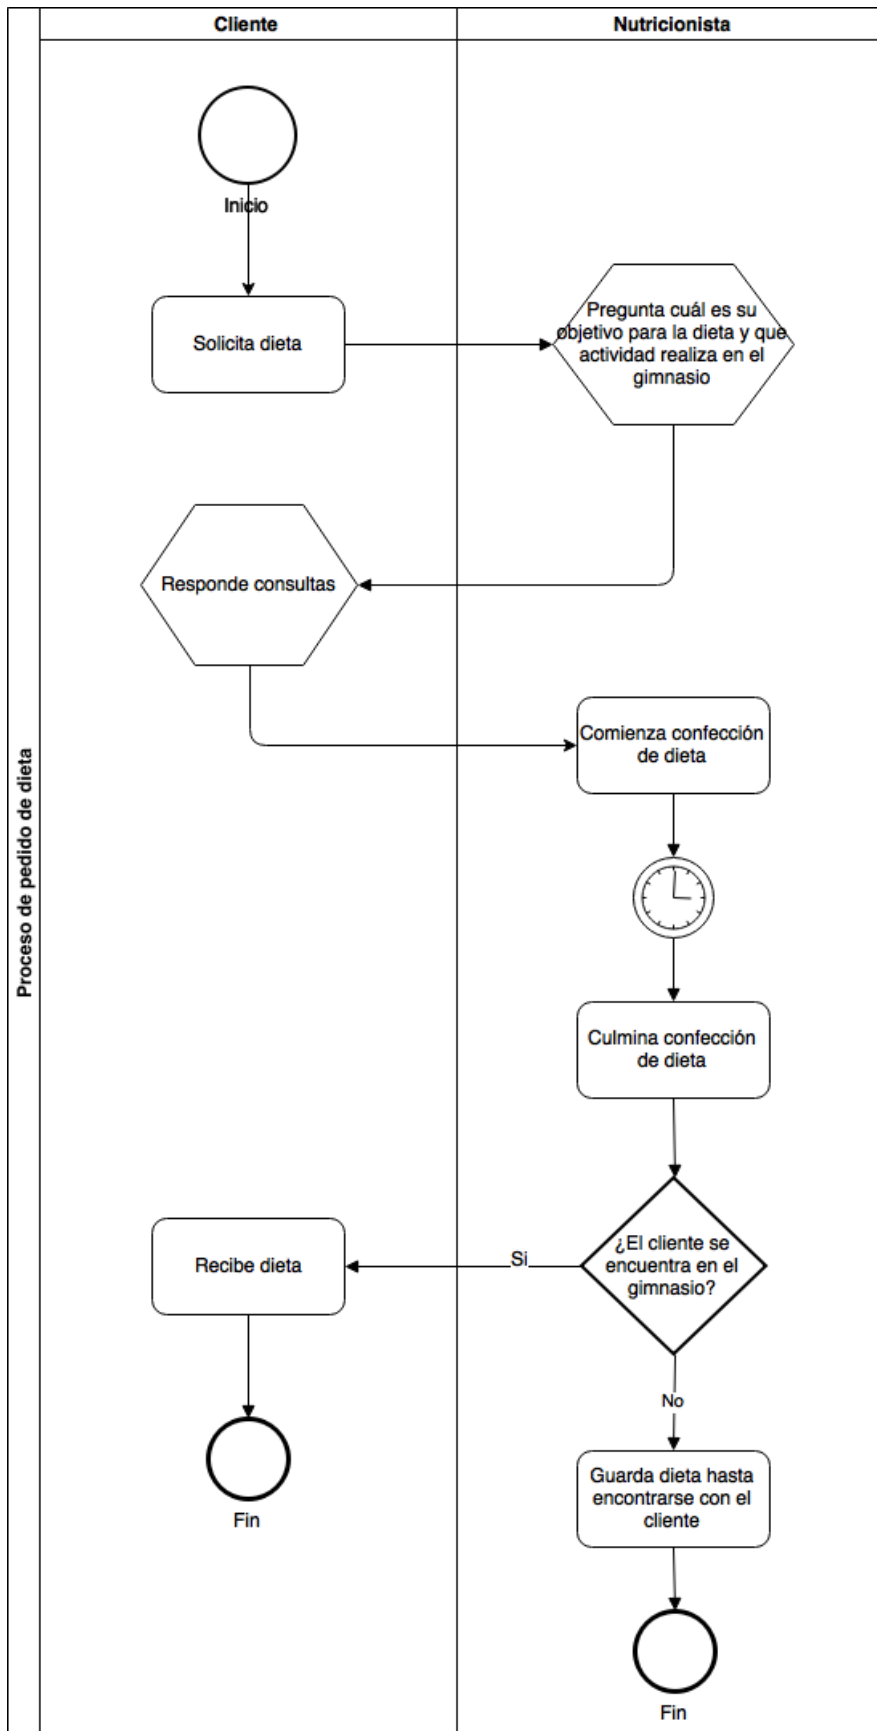 Cliente
Nutricionista
Inicio
Solicita dieta
Pregunta cuál es su
objetivo para la dieta y que
actividad realiza en el
gimnasio
Responde consultas
Comienza confección
de dieta
Proceso de pedido de dieta
Culmina confección
de dieta
¿El cliente se
encuentra en el
gimnasio?
Si
Recibe dieta
No
Guarda dieta hasta
encontrarse con el
cliente
Fin
Fin